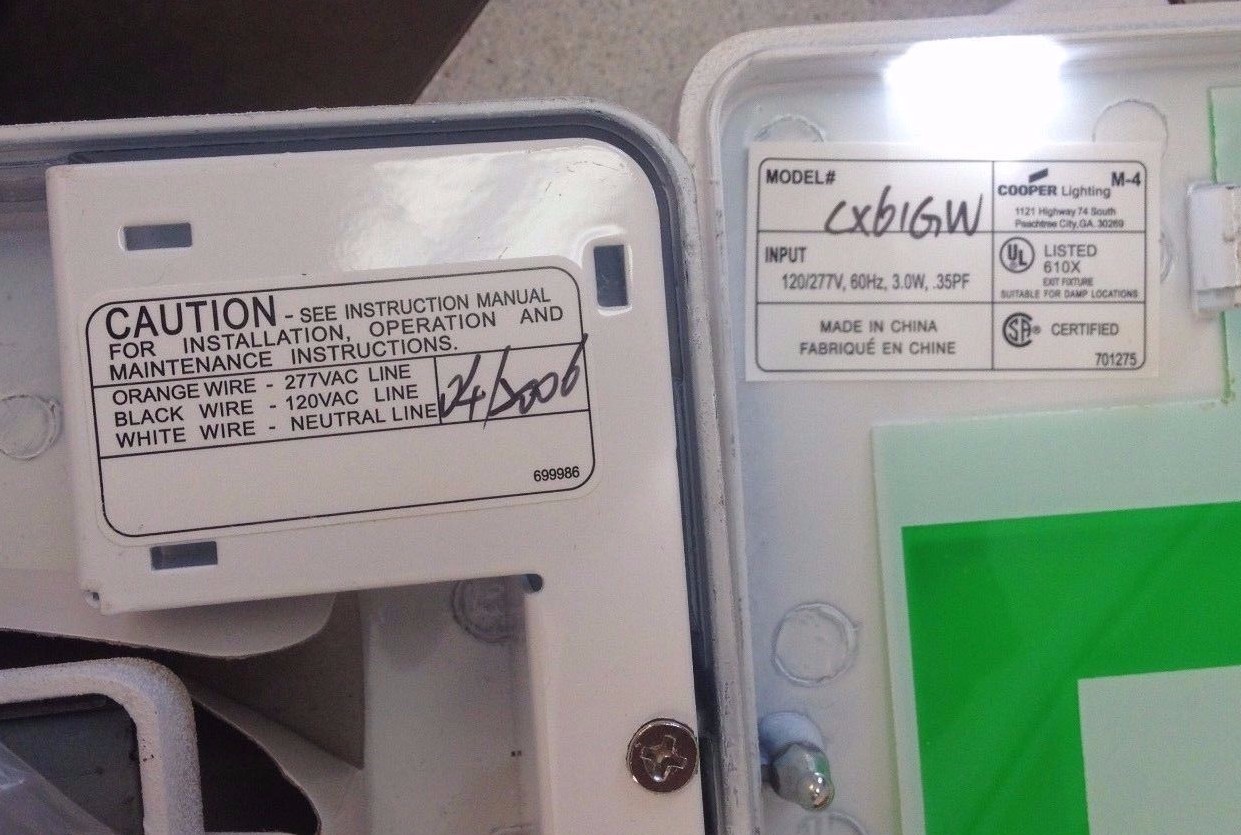 CAUTION - SEE INSTRUCTION MANUAL
FOR INSTALLATION, OPERATION AND
MAINTENANCE INSTRUCTIONS.
ORANGE WIRE - 277VAC LINE
BLACK WIRE - 120VAC LINE
WHITE WIRE - NEUTRAL LINE
04/2006
699986
MODEL#
CX61GW
INPUT
120/277V, 60Hz, 3.0W, .35PF
MADE IN CHINA
FABRIQUÉ EN CHINE
COOPER Lighting M-4
1121 Highway 74 South
Peachtree City,GA. 30269
UL LISTED
610X
EXIT FIXTURE
SUITABLE FOR DAMP LOCATIONS
SA® CERTIFIED
701275